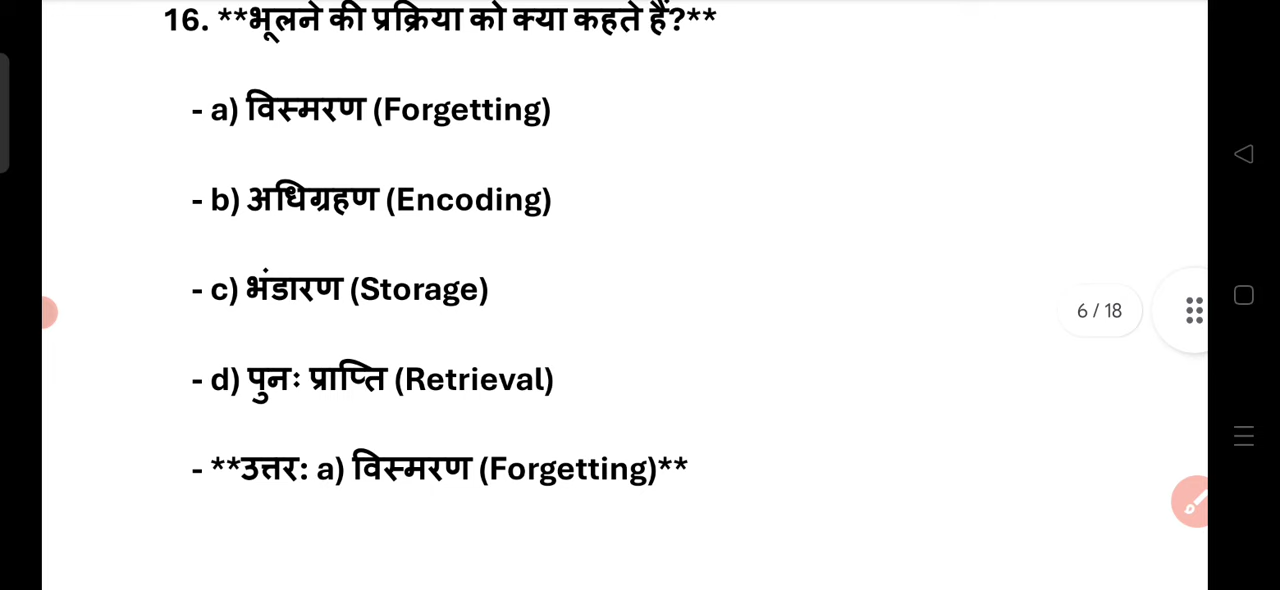 16. **भूलने की प्रक्रिया को क्या कहते हैं?**
- a) विस्मरण (Forgetting)
- b) अधिग्रहण (Encoding)
- c) भंडारण (Storage)
6 / 18
- d) पुनः प्राप्ति (Retrieval)
- **उत्तर: a) विस्मरण (Forgetting)**